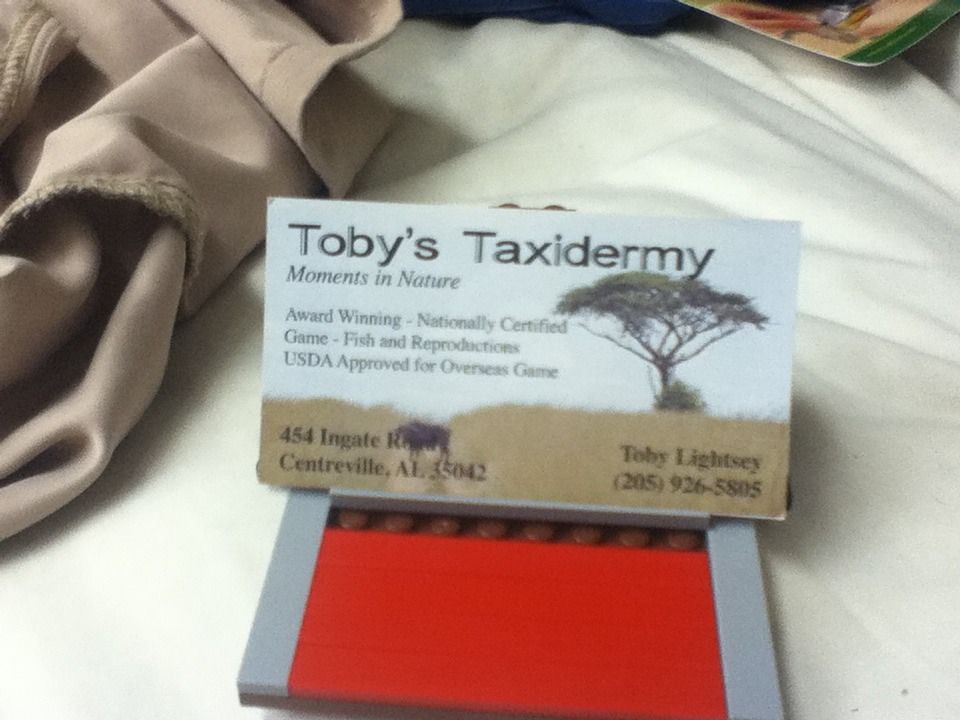 Toby's Taxidermy
Moments in Nature
Award Winning - Nationally Certified
Game - Fish and Reproductions
USDA Approved for Overseas Game
454 Ingate Road
Centreville, AL 35042
Toby Lightsey
(205) 926-5805